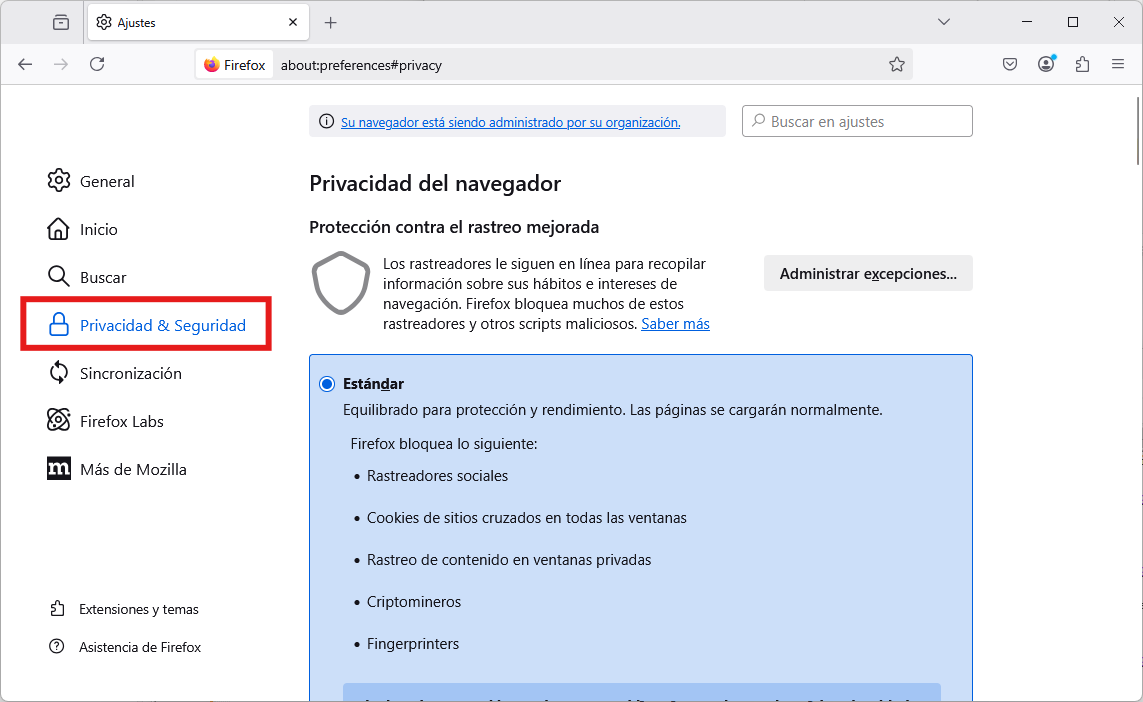 Ajustes
Firefox
about:preferences#privacy
Su navegador está siendo administrado por su organización.
Buscar en ajustes
General
Inicio
Buscar
Privacidad & Seguridad
Sincronización
Firefox Labs
m
Más de Mozilla
Extensiones y temas
Asistencia de Firefox
Privacidad del navegador
Protección contra el rastreo mejorada
Los rastreadores le siguen en línea para recopilar
información sobre sus hábitos e intereses de
navegación. Firefox bloquea muchos de estos
rastreadores y otros scripts maliciosos. Saber más
Administrar excepciones...
Estándar
Equilibrado para protección y rendimiento. Las páginas se cargarán normalmente.
Firefox bloquea lo siguiente:
• Rastreadores sociales
• Cookies de sitios cruzados en todas las ventanas
• Rastreo de contenido en ventanas privadas
• Criptomineros
• Fingerprinters